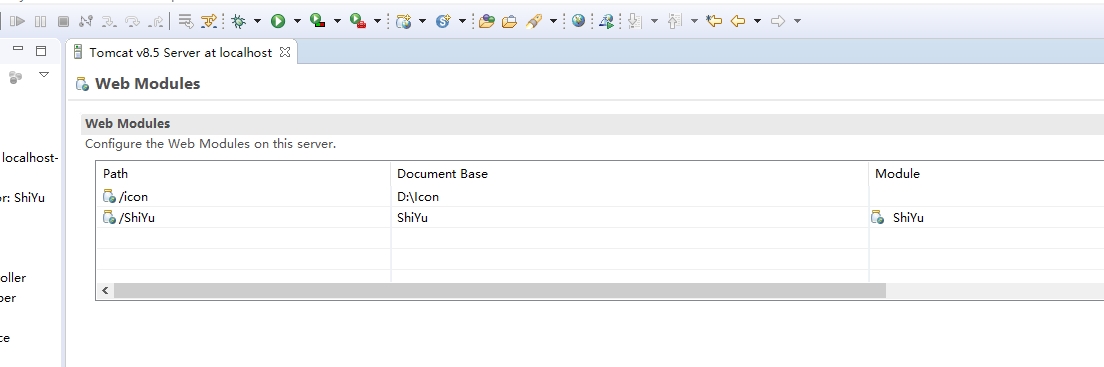 Tomcat v8.5 Server at localhost
Web Modules
Web Modules
Configure the Web Modules on this server.
Path Document Base Module
/icon D:\Icon
/ShiYu ShiYu ShiYu
localhost-
r: ShiYu
oller
per
ce